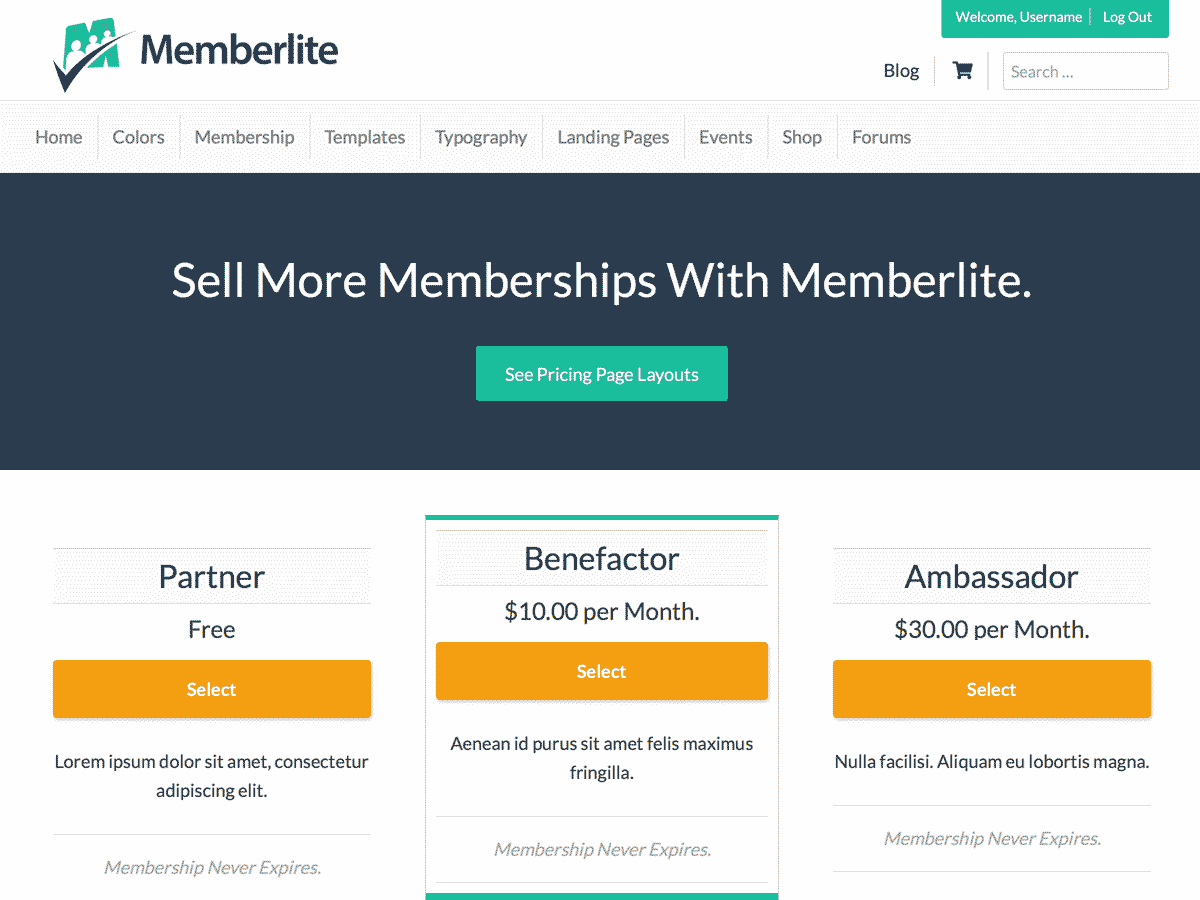 Welcome, Username
Log Out
Memberlite
Blog
Search ...
Home
Colors
Membership
Templates
Typography
Landing Pages
Events
Shop
Forums
Sell More Memberships With Memberlite.
See Pricing Page Layouts
Partner
Free
Select
Lorem ipsum dolor sit amet, consectetur
adipiscing elit.
Membership Never Expires.
Benefactor
$10.00 per Month.
Select
Aenean id purus sit amet felis maximus
fringilla.
Membership Never Expires.
Ambassador
$30.00 per Month.
Select
Nulla facilisi. Aliquam eu lobortis magna.
Membership Never Expires.